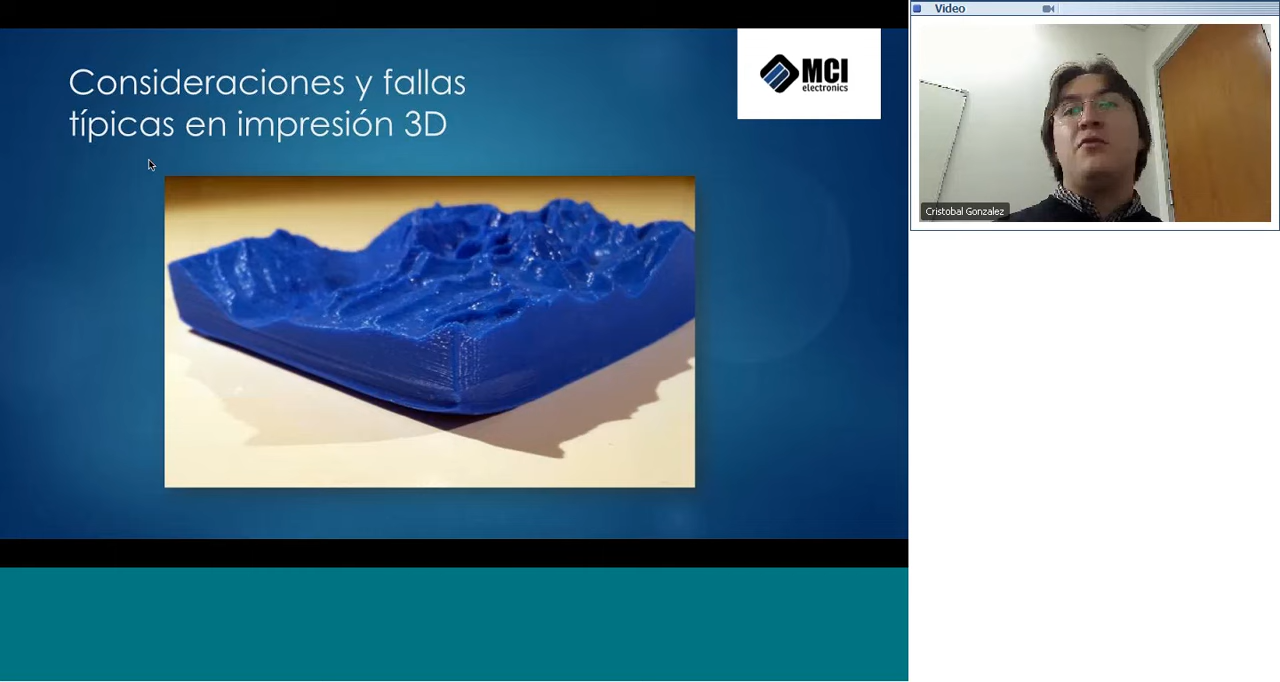 Consideraciones y fallas
típicas en impresión 3D
MCI
electronics
Video
Cristobal Gonzalez